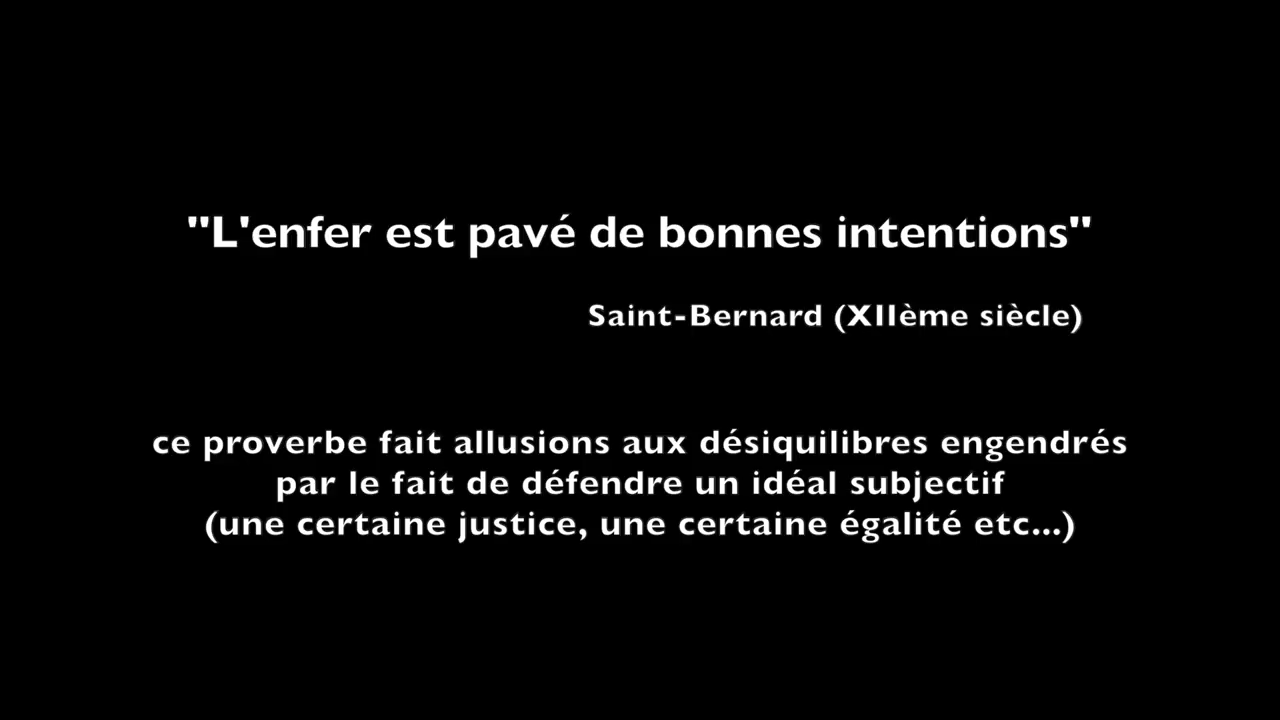 "L'enfer est pavé de bonnes intentions"
Saint-Bernard (XIIème siècle)
ce proverbe fait allusions aux désiquilibres engendrés
par le fait de défendre un idéal subjectif
(une certaine justice, une certaine égalité etc...)